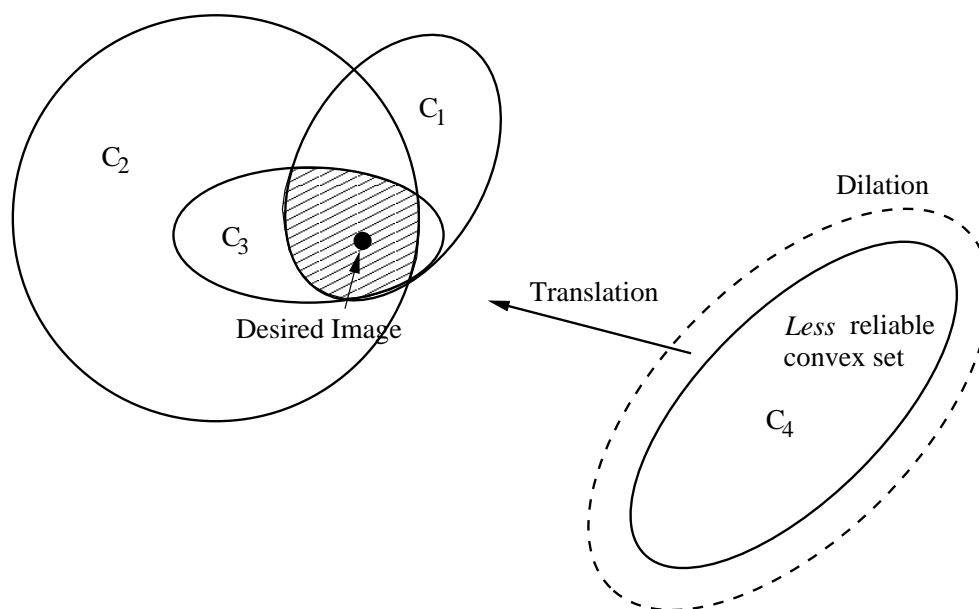 C1
C2
Dilation
C3
Translation
Desired Image
Less reliable
convex set
C4